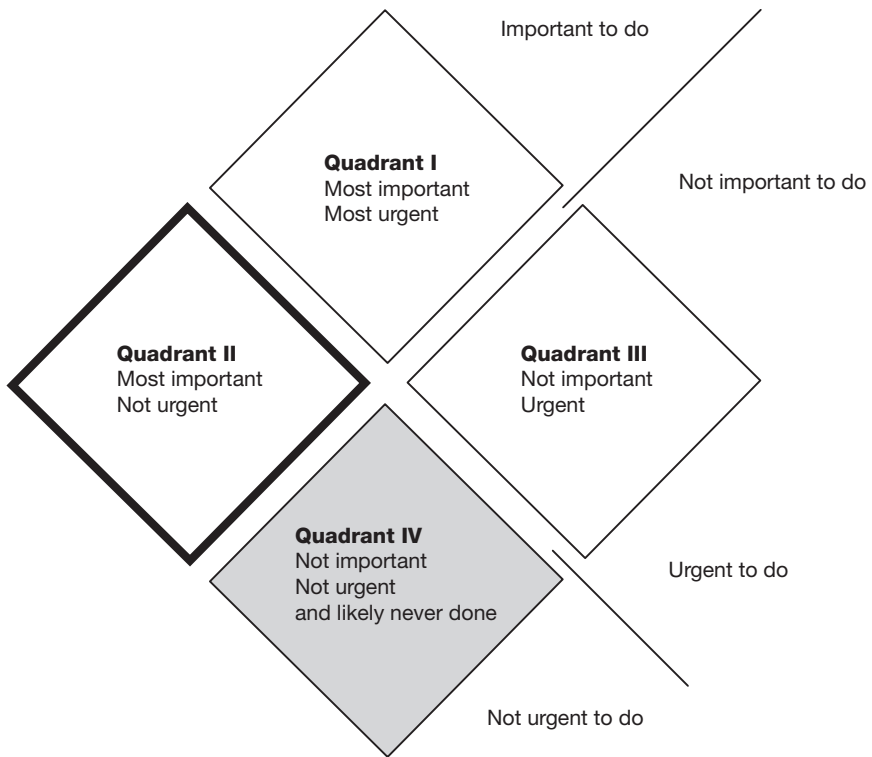 Important to do
Quadrant I
Most important
Most urgent
Not important to do
Quadrant II
Most important
Not urgent
Quadrant III
Not important
Urgent
Quadrant IV
Not important
Not urgent
and likely never done
Urgent to do
Not urgent to do